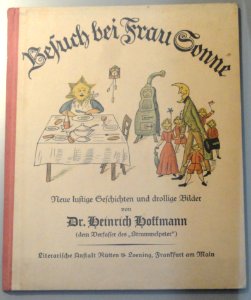 Besuch bei Frau Sonne
Neue lustige Geschichten und drollige Bilder
von
Dr. Heinrich Hoffmann
(dem Verfasser des „Struwwelpeter")
Literarische Anstalt Rütten & Loening, Frankfurt am Main